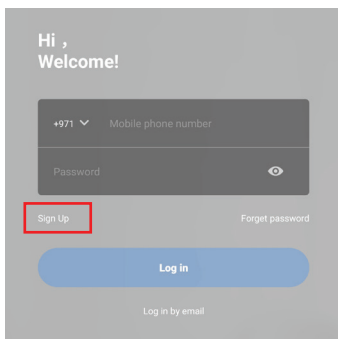 Hi ,
Welcome!
+971 Mobile phone number
Password
Sign Up Forget password
Log in
Log in by email